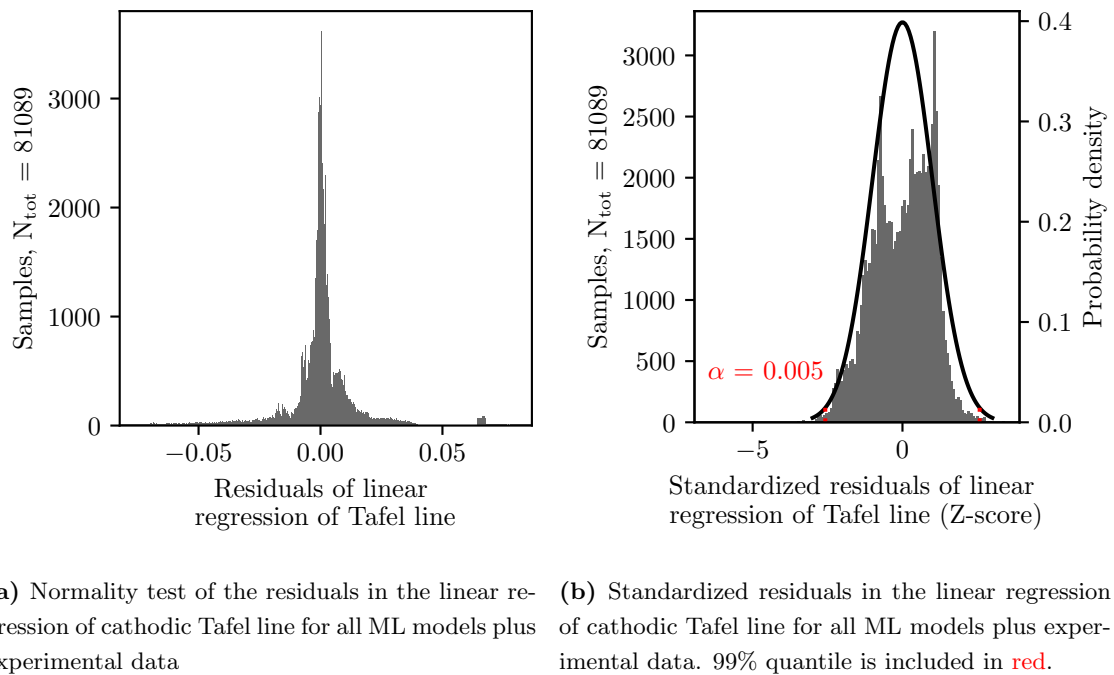 3000
2000
1000
0
Samples, Nₜₒₜ = 81089
−0.05
0.00
0.05
Residuals of linear
regression of Tafel line
3000
2500
2000
1500
1000
500
0
Samples, Nₜₒₜ = 81089
0.4
0.3
0.2
0.1
0.0
Probability density
α = 0.005
−5
0
Standardized residuals of linear
regression of Tafel line (Z-score)
a) Normality test of the residuals in the linear re-
ression of cathodic Tafel line for all ML models plus
xperimental data
(b) Standardized residuals in the linear regression
of cathodic Tafel line for all ML models plus exper-
imental data. 99% quantile is included in red.